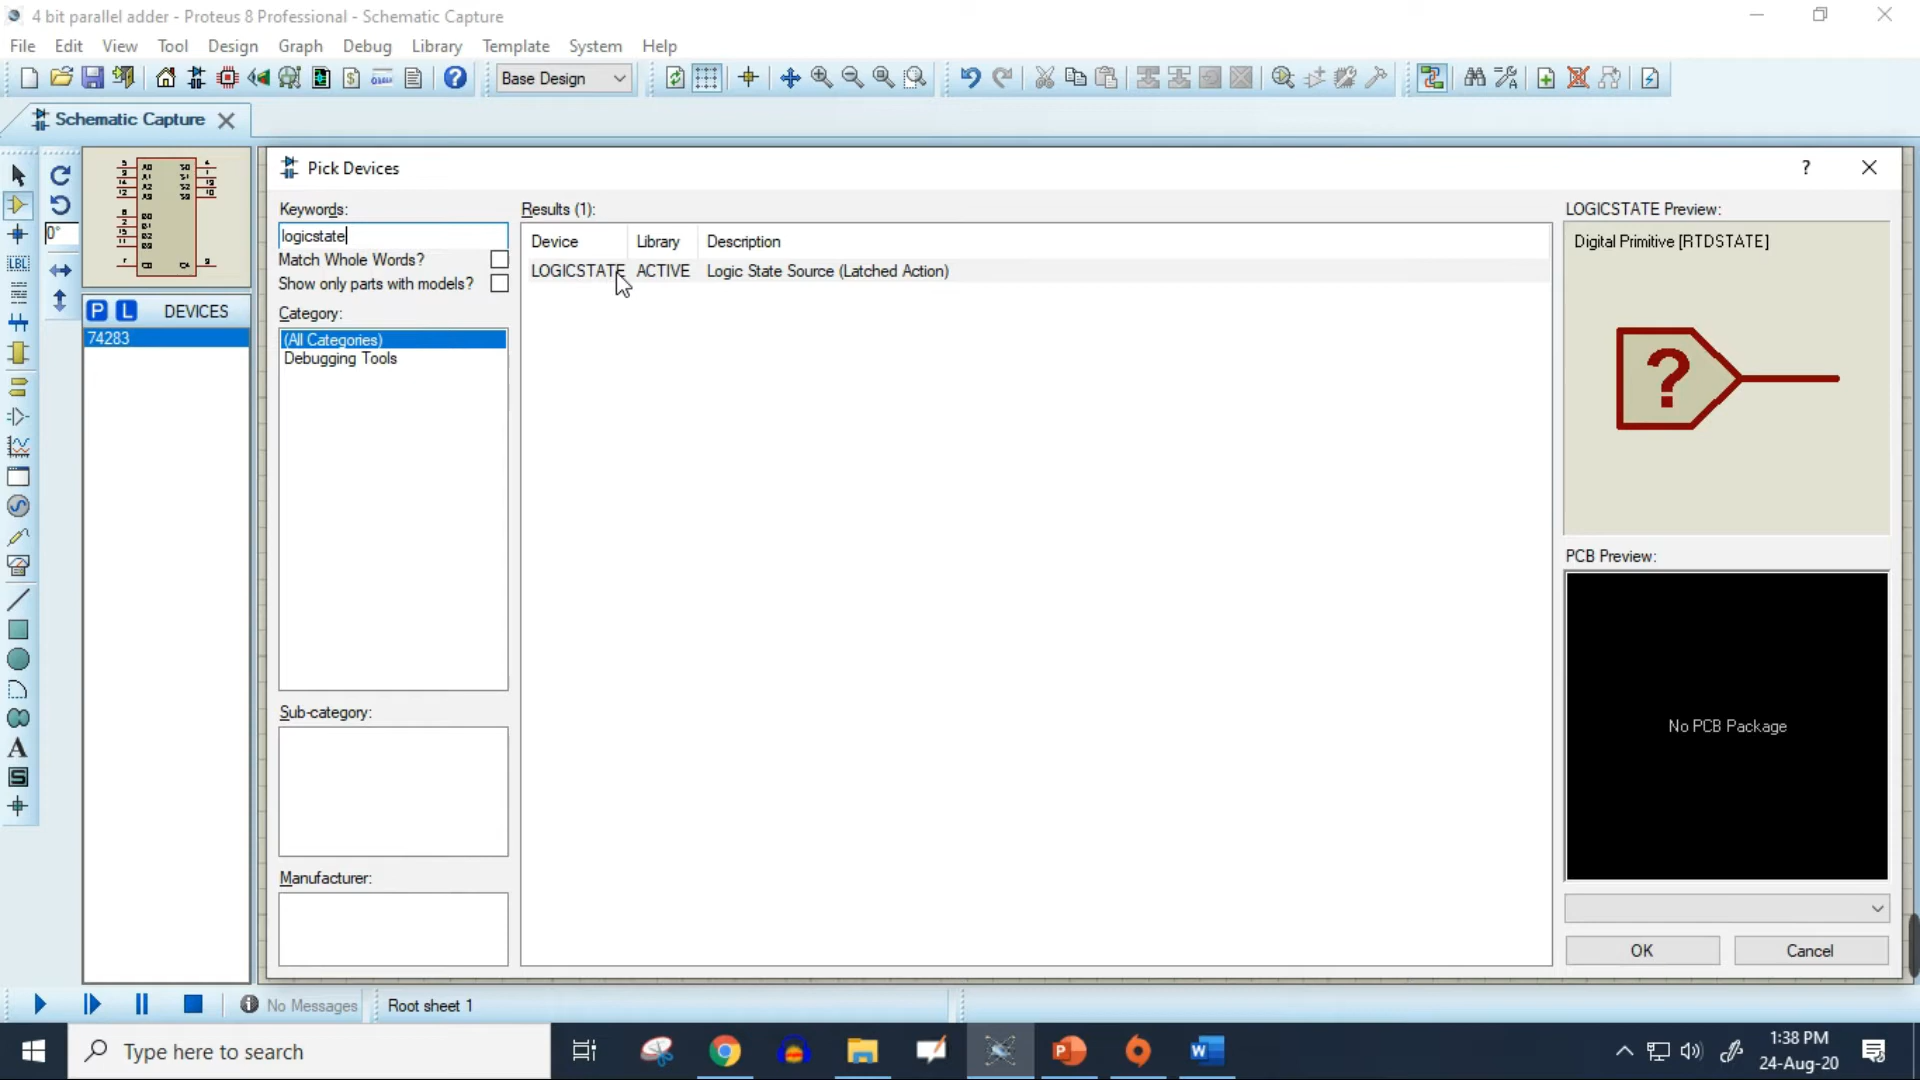 4 bit parallel adder - Proteus 8 Professional - Schematic Capture
File Edit View Tool Design Graph Debug Library Template System Help
Base Design
Schematic Capture
Pick Devices
Keywords:
logicstate
Match Whole Words?
Show only parts with models?
Category:
(All Categories)
Debugging Tools
Sub-category:
Manufacturer:
Results (1):
Device Library Description
LOGICSTATE ACTIVE Logic State Source (Latched Action)
LOGICSTATE Preview:
Digital Primitive [RTDSTATE]
?
PCB Preview:
No PCB Package
OK Cancel
0°
LBL
P L DEVICES
74283
A
S
No Messages
Root sheet 1
Type here to search
1:38 PM
24-Aug-20